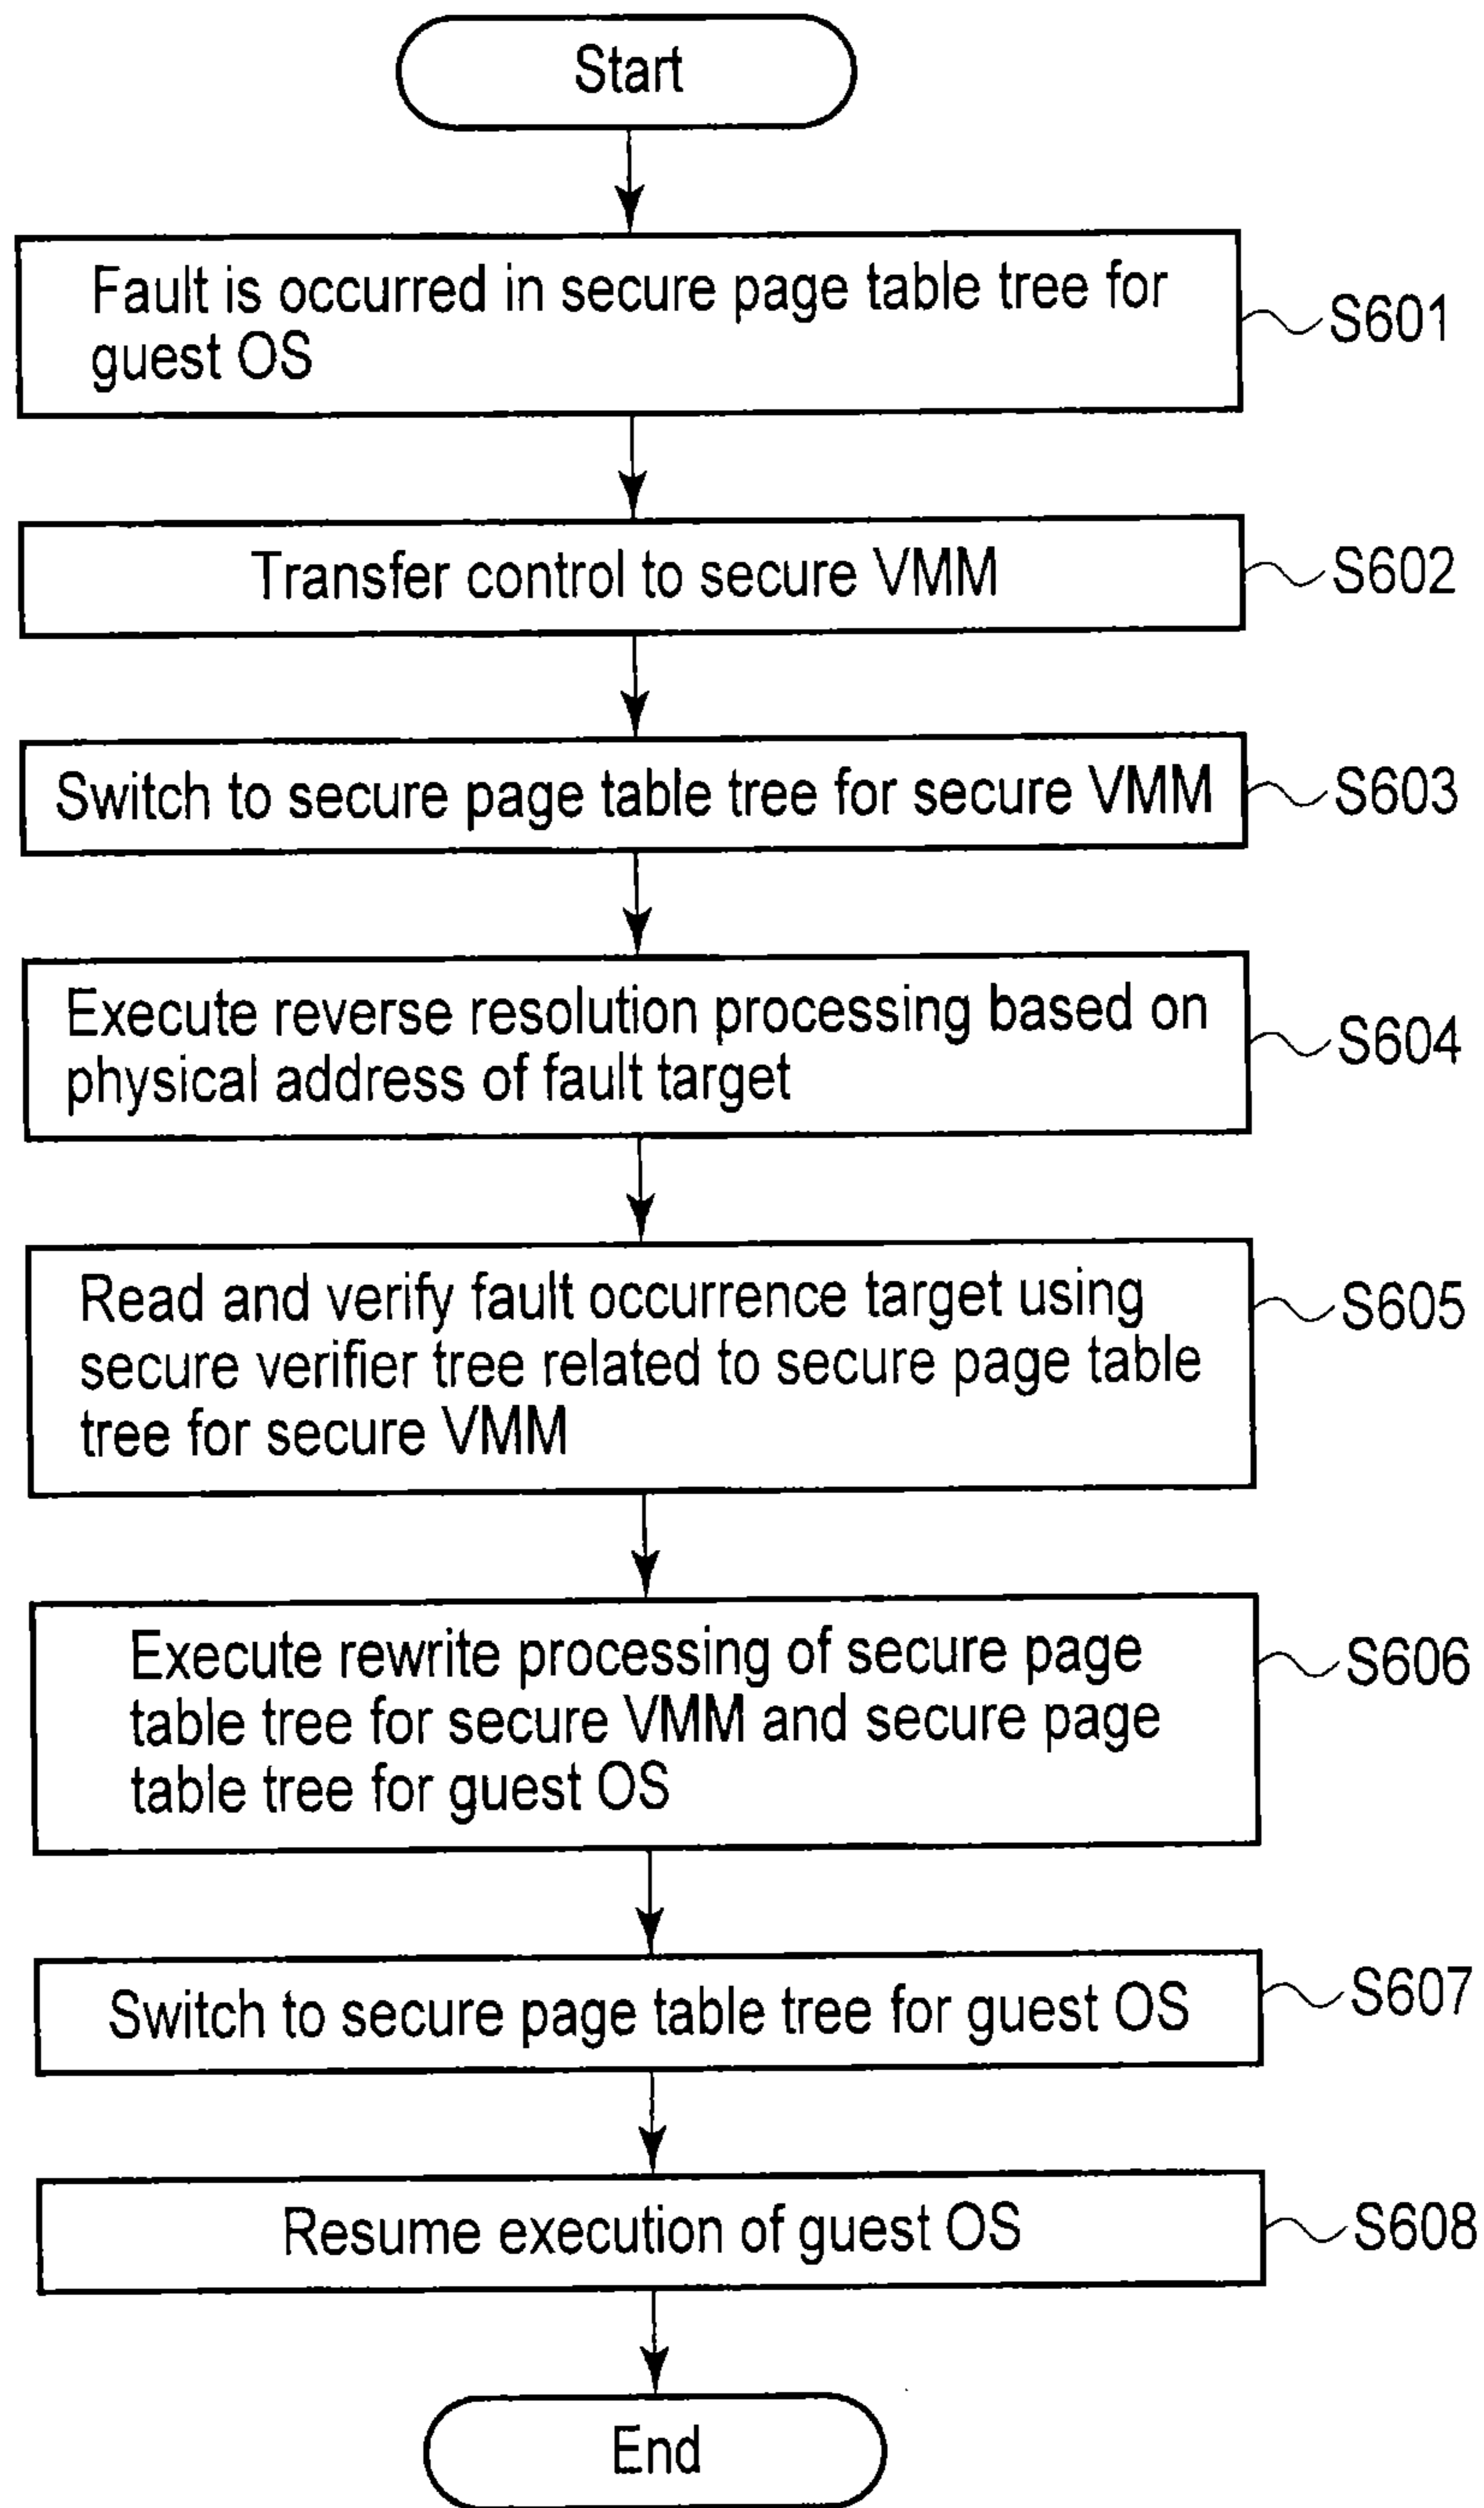 Start
Fault is occurred in secure page table tree for
guest OS
S601
Transfer control to secure VMM
S602
Switch to secure page table tree for secure VMM
S603
Execute reverse resolution processing based on
physical address of fault target
S604
Read and verify fault occurrence target using
secure verifier tree related to secure page table
tree for secure VMM
S605
Execute rewrite processing of secure page
table tree for secure VMM and secure page
table tree for guest OS
S606
Switch to secure page table tree for guest OS
S607
Resume execution of guest OS
S608
End